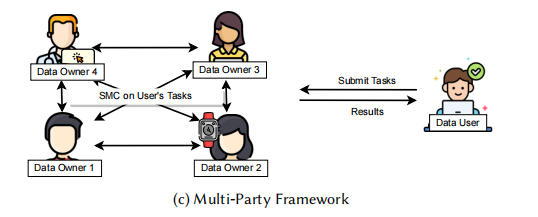 Data Owner 4
Data Owner 3
SMC on User's Tasks
Submit Tasks
Results
Data User
Data Owner 1
Data Owner 2
(c) Multi-Party Framework